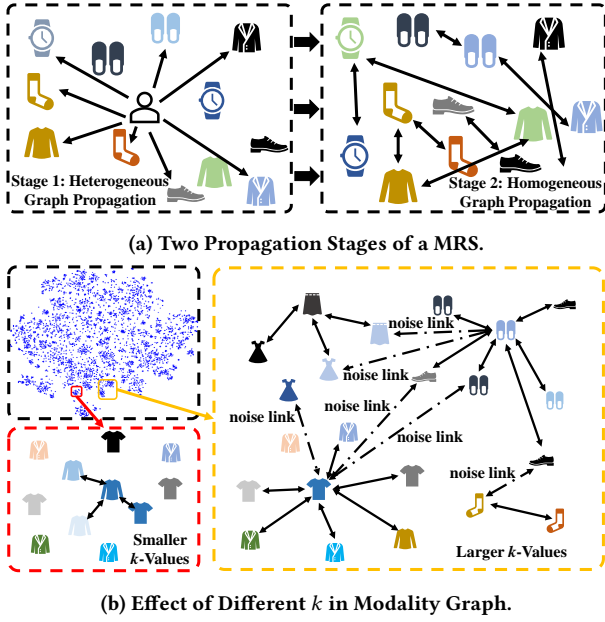 Stage 1: Heterogeneous
Graph Propagation
Stage 2: Homogeneous
Graph Propagation
(a) Two Propagation Stages of a MRS.
noise link
noise link
noise link
noise link
noise link
noise link
Smaller
k-Values
Larger k-Values
(b) Effect of Different k in Modality Graph.